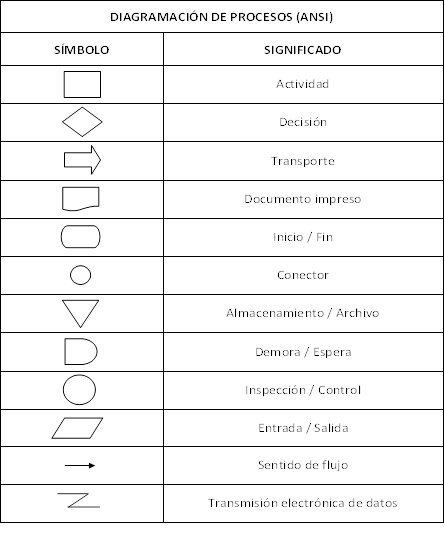 DIAGRAMACIÓN DE PROCESOS (ANSI)
SÍMBOLO SIGNIFICADO
Actividad
Decisión
Transporte
Documento impreso
Inicio / Fin
Conector
Almacenamiento / Archivo
Demora / Espera
Inspección / Control
Entrada / Salida
Sentido de flujo
Transmisión electrónica de datos